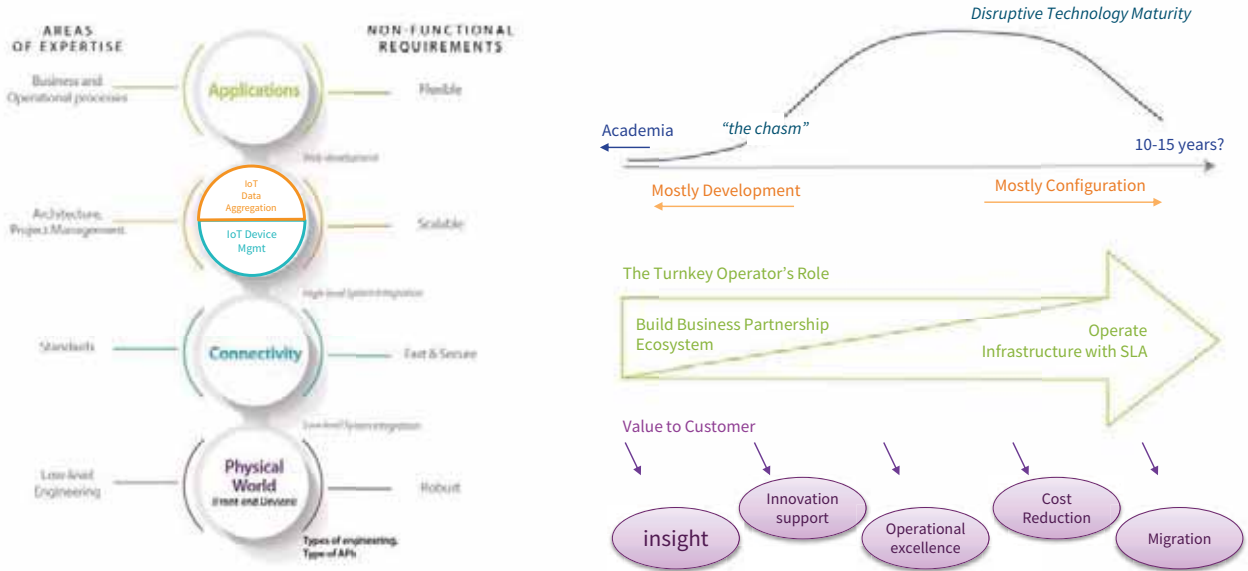 AREAS
OF EXPERTISE
NON-FUNCTIONAL
REQUIREMENTS
Business and
Operational processes
Applications
Flexible
Web development
IoT
Data
Aggregation
IoT Device
Mgmt
Architecture,
Project Management
Scalable
High-level System Integration
Standards
Connectivity
Fast & Secure
Low-level System Integration
Low-level
Engineering
Physical
World
Robust
Types of engineering,
Type of APIs
Disruptive Technology Maturity
Academia
"the chasm"
10-15 years?
Mostly Development
Mostly Configuration
The Turnkey Operator's Role
Build Business Partnership
Ecosystem
Operate
Infrastructure with SLA
Value to Customer
insight
Innovation
support
Operational
excellence
Cost
Reduction
Migration